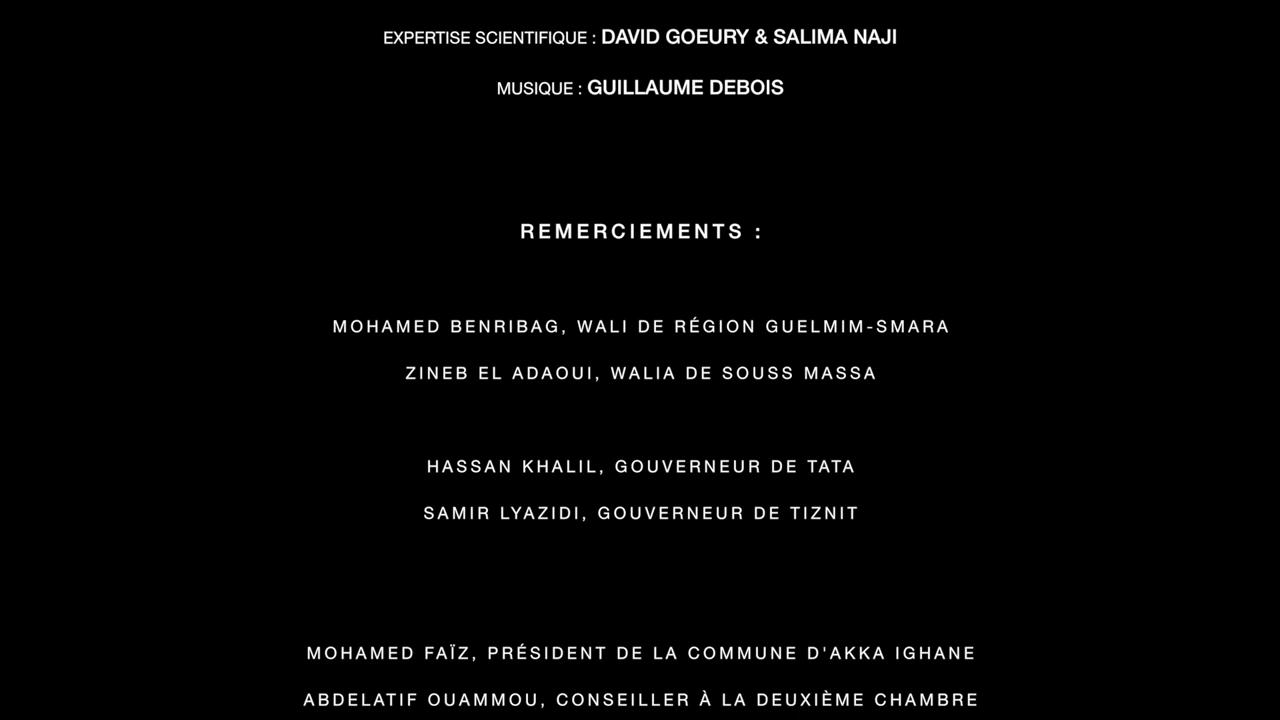 EXPERTISE SCIENTIFIQUE : DAVID GOEURY & SALIMA NAJI
MUSIQUE : GUILLAUME DEBOIS
REMERCIEMENTS :
MOHAMED BENRIBAG, WALI DE RÉGION GUELMIM-SMARA
ZINEB EL ADAOUI, WALIA DE SOUSS MASSA
HASSAN KHALIL, GOUVERNEUR DE TATA
SAMIR LYAZIDI, GOUVERNEUR DE TIZNIT
MOHAMED FAÏZ, PRÉSIDENT DE LA COMMUNE D'AKKA IGHANE
ABDELATIF OUAMMOU, CONSEILLER À LA DEUXIÈME CHAMBRE